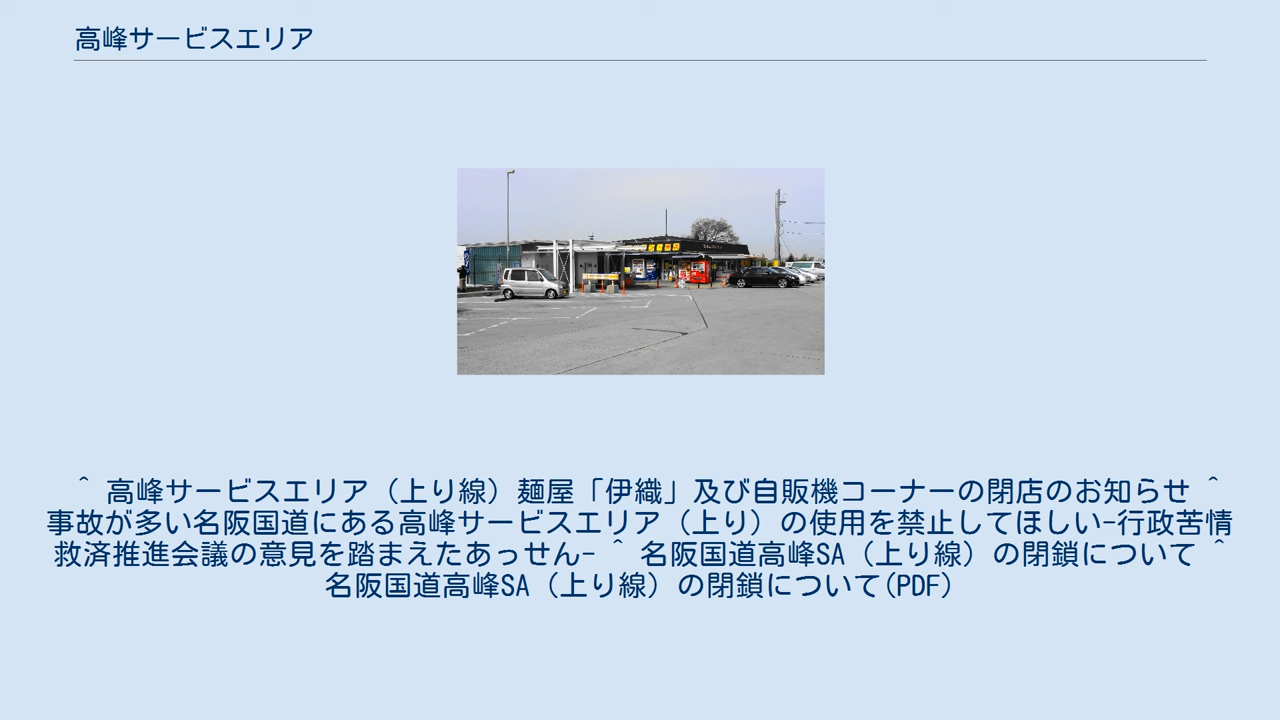 高峰サービスエリア
^ 高峰サービスエリア（上り線）麺屋「伊織」及び自販機コーナーの閉店のお知らせ ^
事故が多い名阪国道にある高峰サービスエリア（上り）の使用を禁止してほしい-行政苦情
救済推進会議の意見を踏まえたあっせん- ^ 名阪国道高峰SA（上り線）の閉鎖について ^
名阪国道高峰SA（上り線）の閉鎖について(PDF)